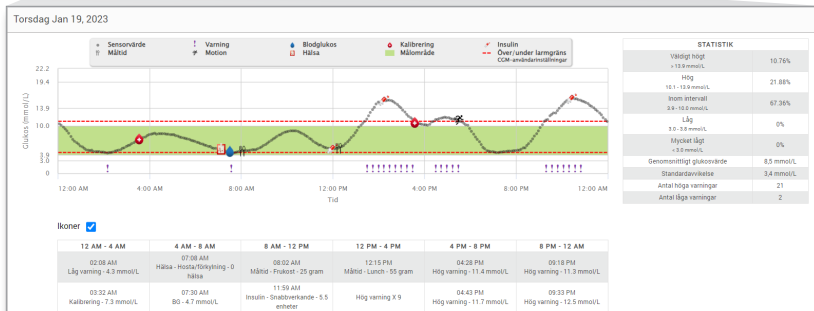 Torsdag Jan 19, 2023
Sensorvärde Varning Blodglukos Kalibrering Insulin
Måltid Motion Hälsa Målområde Över/under larmgräns
CGM-användarinställningar
Glukos (mmol/L)
22.2
19.4
13.9
10.0
3.9
3.0
0
12:00 AM 4:00 AM 8:00 AM 12:00 PM 4:00 PM 8:00 PM 12:00 AM
Tid
STATISTIK
Väldigt högt 10.76%
> 13.9 mmol/L
Hög 21.88%
10.1 - 13.9 mmol/L
Inom intervall 67.36%
3.9 - 10.0 mmol/L
Låg 0%
3.0 - 3.8 mmol/L
Mycket lågt 0%
< 3.0 mmol/L
Genomsnittligt glukosvärde 8,5 mmol/L
Standardavvikelse 3,4 mmol/L
Antal höga varningar 21
Antal låga varningar 2
Ikoner
12 AM - 4 AM 4 AM - 8 AM 8 AM - 12 PM 12 PM - 4 PM 4 PM - 8 PM 8 PM - 12 AM
02:08 AM 07:08 AM 08:02 AM 12:15 PM 04:28 PM 09:18 PM
Låg varning - 4.3 mmol/L Hälsa - Hosta/förkylning - 0 hälsa Måltid - Frukost - 25 gram Måltid - Lunch - 55 gram Hög varning - 11.4 mmol/L Hög varning - 11.3 mmol/L
03:32 AM 07:30 AM 11:59 AM Hög varning X 9 04:43 PM 09:33 PM
Kalibrering - 7.3 mmol/L BG - 4.7 mmol/L Insulin - Snabbverkande - 5.5 enheter Hög varning - 11.7 mmol/L Hög varning - 12.5 mmol/L